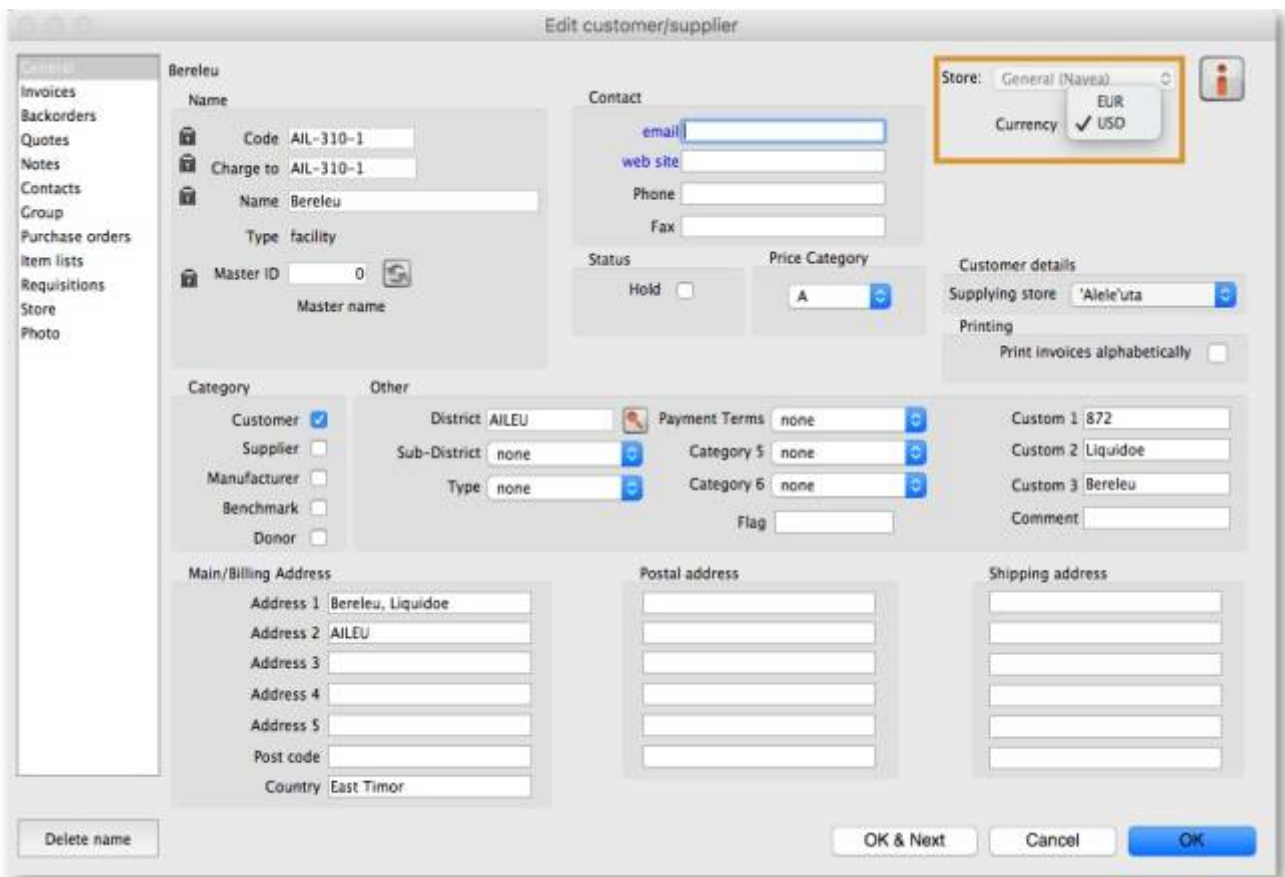 Edit customer/supplier
General
Invoices
Backorders
Quotes
Notes
Contacts
Group
Purchase orders
Item lists
Requisitions
Store
Photo
Bereleu
Name
Code AIL-310-1
Charge to AIL-310-1
Name Bereleu
Type facility
Master ID 0
Master name
Contact
email
web site
Phone
Fax
Store: General (Navea)
EUR
Currency ✓ USD
Status
Hold
Price Category
A
Customer details
Supplying store 'Alele'uta
Printing
Print invoices alphabetically
Category
Customer
Supplier
Manufacturer
Benchmark
Donor
Other
District AILEU
Sub-District none
Type none
Payment Terms none
Category 5 none
Category 6 none
Flag
Custom 1 872
Custom 2 Liquidoe
Custom 3 Bereleu
Comment
Main/Billing Address
Address 1 Bereleu, Liquidoe
Address 2 AILEU
Address 3
Address 4
Address 5
Post code
Country East Timor
Postal address
Shipping address
Delete name
OK & Next
Cancel
OK